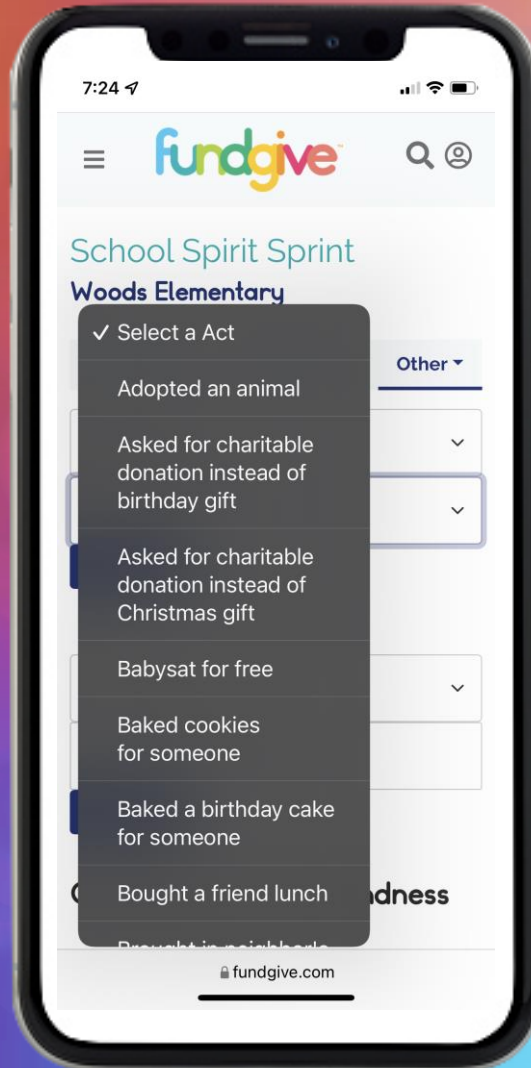 7:24
fundgive
School Spirit Sprint
Woods Elementary
✓ Select a Act
Other
Adopted an animal
Asked for charitable
donation instead of
birthday gift
Asked for charitable
donation instead of
Christmas gift
Babysat for free
Baked cookies
for someone
Baked a birthday cake
for someone
Bought a friend lunch
fundgive.com